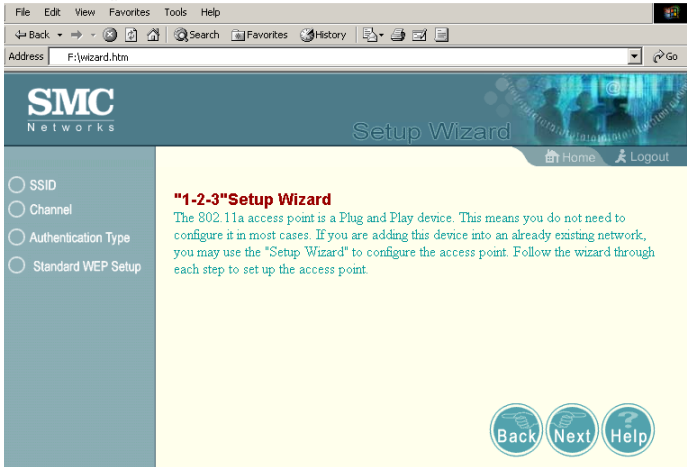 File Edit View Favorites Tools Help
Back Search Favorites History
Address F:\wizard.htm Go
SMC
Networks
Setup Wizard
@
Home Logout
SSID
Channel
Authentication Type
Standard WEP Setup
"1-2-3"Setup Wizard
The 802.11a access point is a Plug and Play device. This means you do not need to
configure it in most cases. If you are adding this device into an already existing network,
you may use the "Setup Wizard" to configure the access point. Follow the wizard through
each step to set up the access point.
Back Next Help